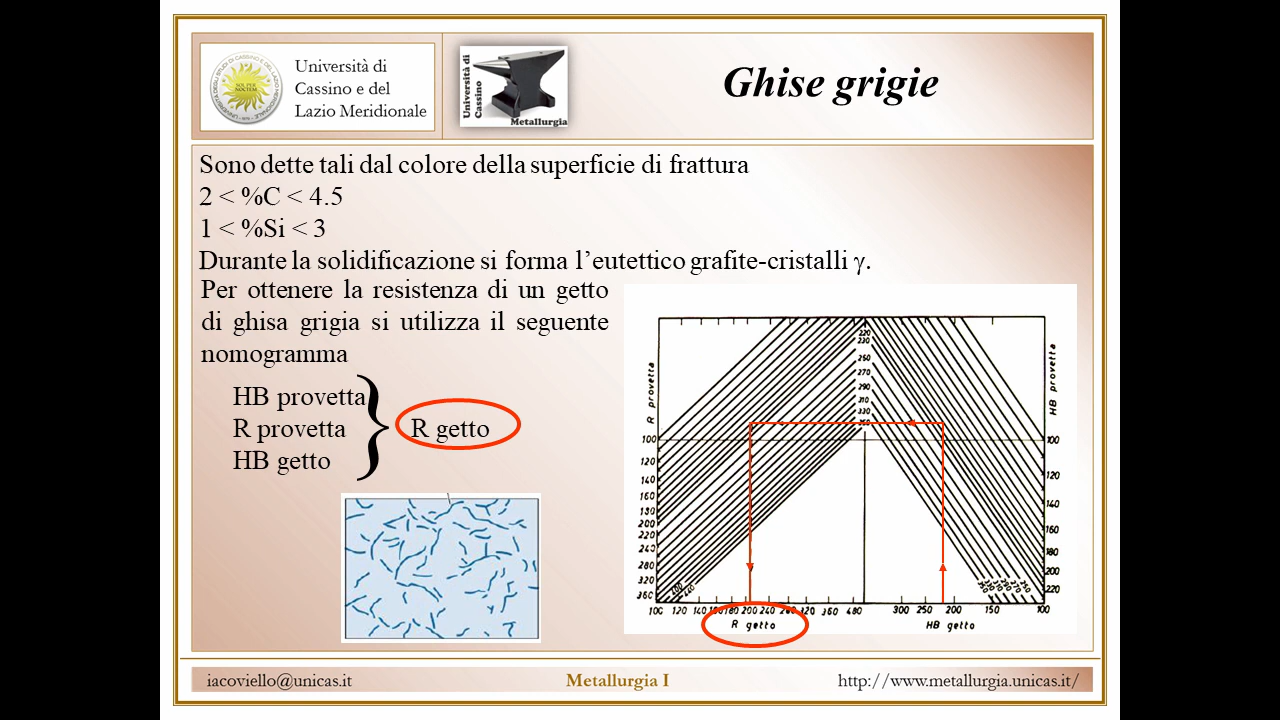 Università di
Cassino e del
Lazio Meridionale
Università di
Cassino
Metallurgia
Ghise grigie
Sono dette tali dal colore della superficie di frattura
2 < %C < 4.5
1 < %Si < 3
Durante la solidificazione si forma l’eutettico grafite-cristalli γ.
Per ottenere la resistenza di un getto
di ghisa grigia si utilizza il seguente
nomogramma
HB provetta
R provetta
HB getto
R getto
R provetta
100
120
140
160
200
220
240
280
320
360
220
230
250
270
290
310
330
HB provetta
100
120
140
160
180
200
220
100 120 140 180 200 240 320 360 480 300 250 200 150 100
R getto
HB getto
iacoviello@unicas.it
Metallurgia I
http://www.metallurgia.unicas.it/